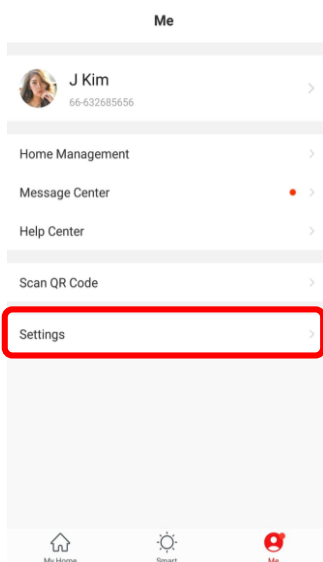 Me
J Kim
66-632685656
Home Management
Message Center
Help Center
Scan QR Code
Settings
My Home
Smart
Me